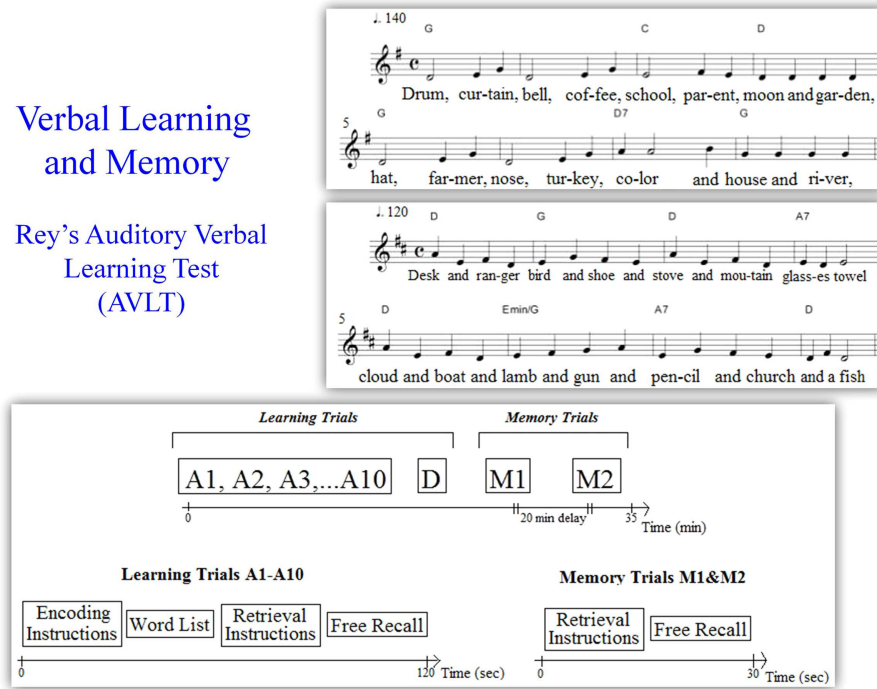 Verbal Learning
and Memory
Rey's Auditory Verbal
Learning Test
(AVLT)
♩. 140
G C D
Drum, cur-tain, bell, cof-fee, school, par-ent, moon and gar-den,
5
G D7 G
hat, far-mer, nose, tur-key, co-lor and house and ri-ver,
♩. 120
D G D A7
Desk and ran-ger bird and shoe and stove and mou-tain glass-es towel
5
D Emin/G A7 D
cloud and boat and lamb and gun and pen-cil and church and a fish
Learning Trials Memory Trials
A1, A2, A3,...A10 D M1 M2
0 20 min delay 35 Time (min)
Learning Trials A1-A10
Encoding
Instructions
Word List
Retrieval
Instructions
Free Recall
0 120 Time (sec)
Memory Trials M1&M2
Retrieval
Instructions
Free Recall
0 30 Time (sec)